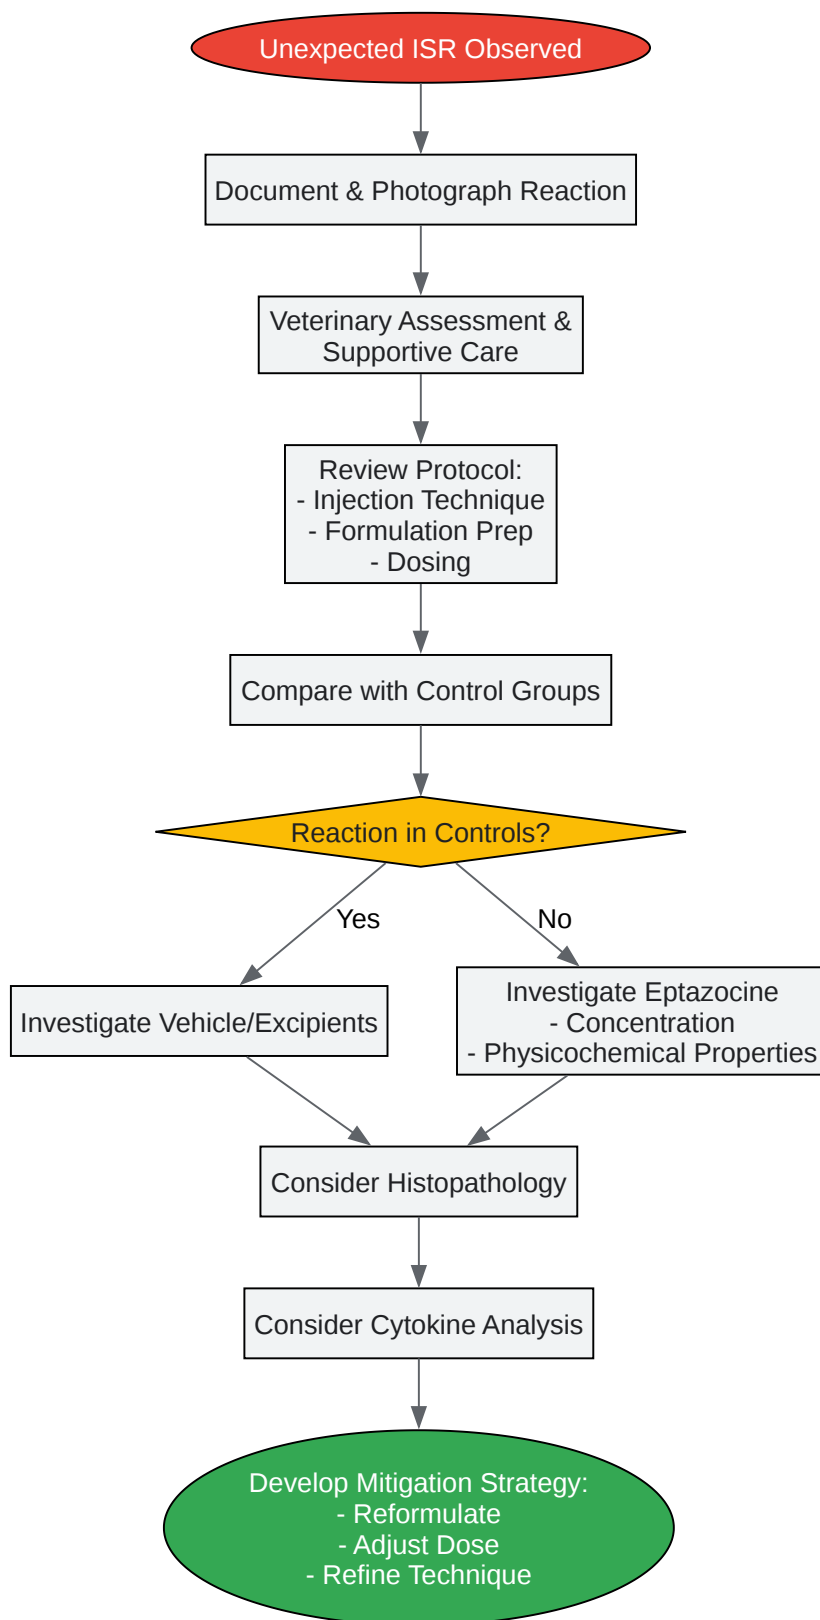 Unexpected ISR Observed
Document & Photograph Reaction
Veterinary Assessment &
Supportive Care
Review Protocol:
- Injection Technique
- Formulation Prep
- Dosing
Compare with Control Groups
Reaction in Controls?
Yes
No
Investigate Vehicle/Excipients
Investigate Eptazocine
- Concentration
- Physicochemical Properties
Consider Histopathology
Consider Cytokine Analysis
Develop Mitigation Strategy:
- Reformulate
- Adjust Dose
- Refine Technique